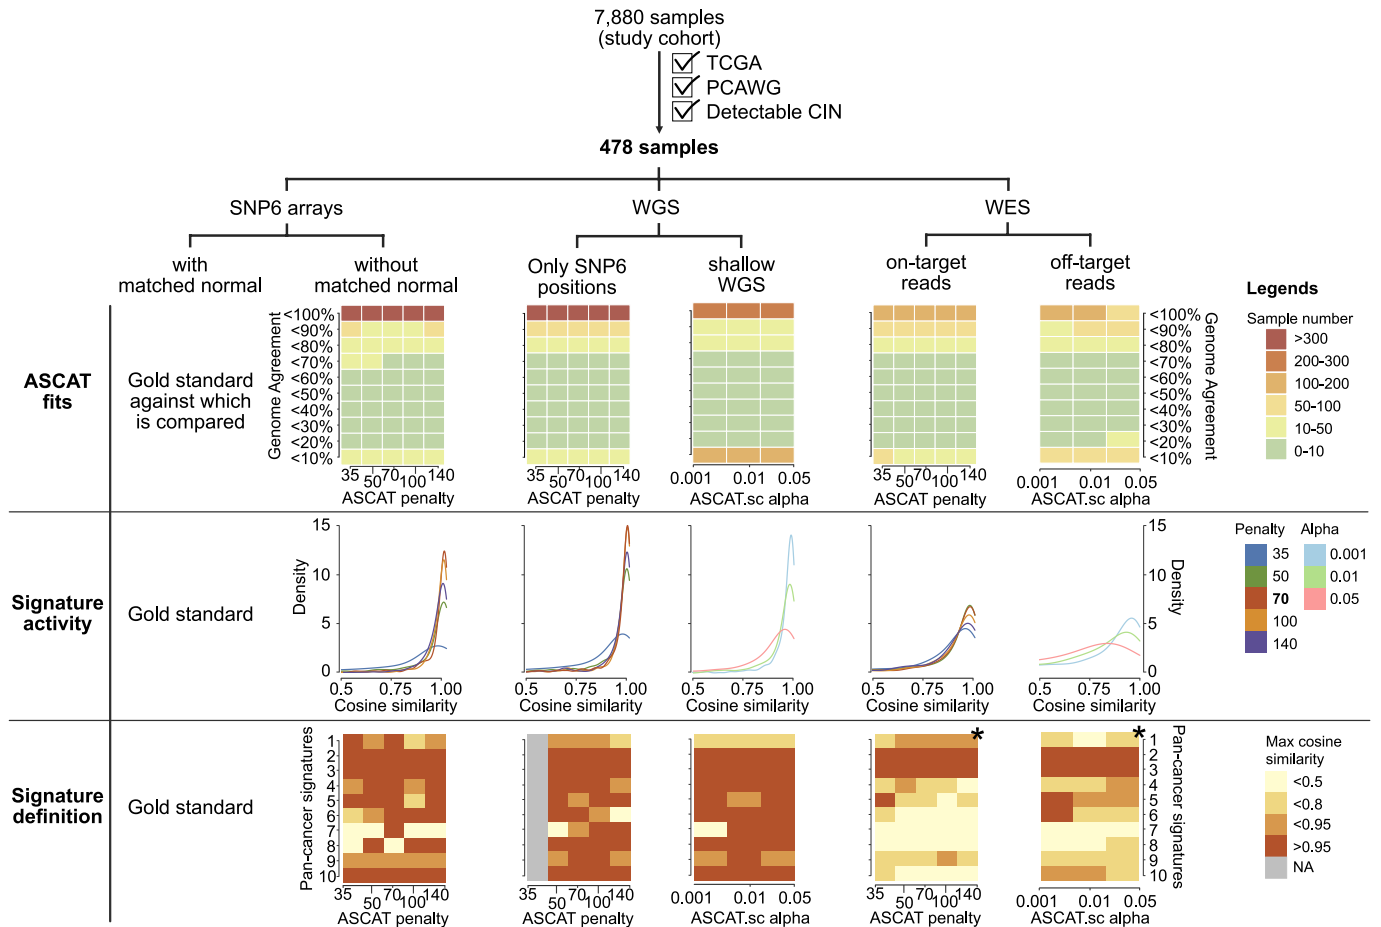 7,880 samples
(study cohort)
TCGA
PCAWG
Detectable CIN
478 samples
SNP6 arrays
WGS
WES
with
matched normal
without
matched normal
Only SNP6
positions
shallow
WGS
on-target
reads
off-target
reads
ASCAT
fits
Gold standard
against which
is compared
Genome Agreement
<100%
<90%
<80%
<70%
<60%
<50%
<40%
<30%
<20%
<10%
35 50 70 100 140
ASCAT penalty
35 50 70 100 140
ASCAT penalty
0.001 0.01 0.05
ASCAT.sc alpha
35 50 70 100 140
ASCAT penalty
0.001 0.01 0.05
ASCAT.sc alpha
<100%
<90%
<80%
<70%
<60%
<50%
<40%
<30%
<20%
<10%
Genome Agreement
Legends
Sample number
>300
200-300
100-200
50-100
10-50
0-10
Signature
activity
Gold standard
Density
15
10
5
0
0.5 0.75 1.00
Cosine similarity
0.5 0.75 1.00
Cosine similarity
0.5 0.75 1.00
Cosine similarity
0.5 0.75 1.00
Cosine similarity
0.5 0.75 1.00
Cosine similarity
15
10
5
0
Density
Penalty Alpha
35 0.001
50 0.01
70 0.05
100
140
Signature
definition
Gold standard
Pan-cancer signatures
1
2
3
4
5
6
7
8
9
10
35 50 70 100 140
ASCAT penalty
35 50 70 100 140
ASCAT penalty
0.001 0.01 0.05
ASCAT.sc alpha
*
35 50 70 100 140
ASCAT penalty
*
0.001 0.01 0.05
ASCAT.sc alpha
1
2
3
4
5
6
7
8
9
10
Pan-cancer signatures
Max cosine
similarity
<0.5
<0.8
<0.95
>0.95
NA